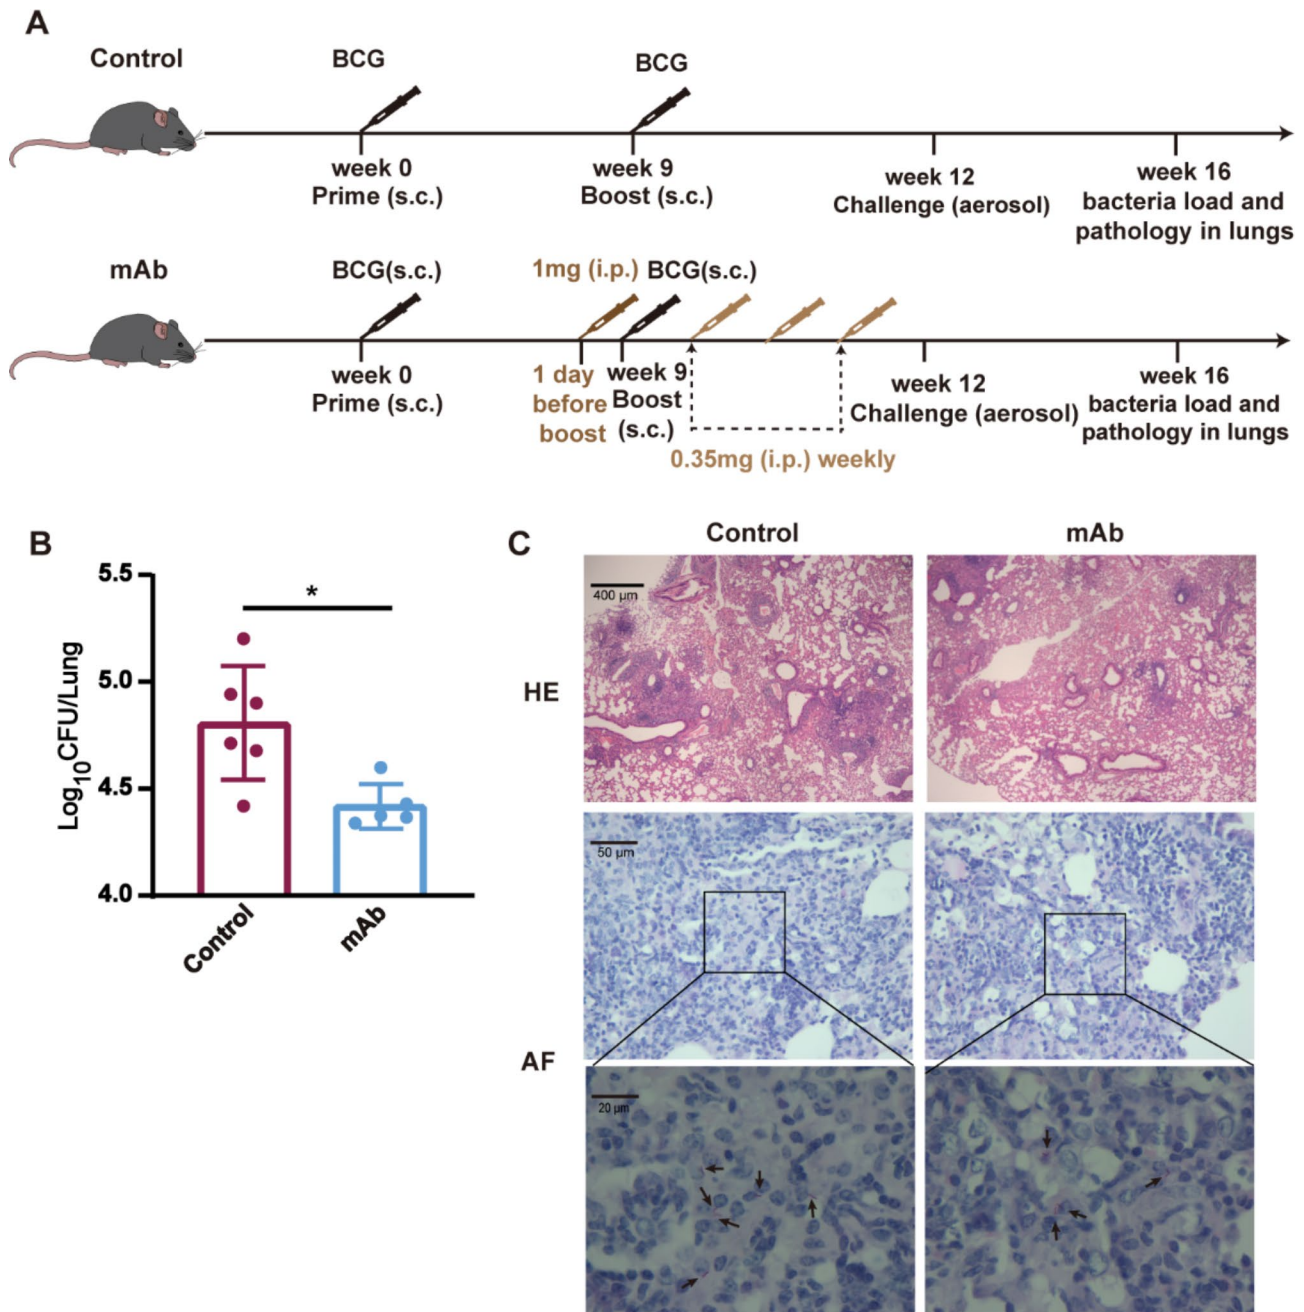 A
Control
BCG
BCG
week 0
Prime (s.c.)
week 9
Boost (s.c.)
week 12
Challenge (aerosol)
week 16
bacteria load and
pathology in lungs
mAb
BCG(s.c.)
1mg (i.p.)
BCG(s.c.)
week 0
Prime (s.c.)
1 day
before
boost
week 9
Boost
(s.c.)
0.35mg (i.p.) weekly
week 12
Challenge (aerosol)
week 16
bacteria load and
pathology in lungs
B
Log10CFU/Lung
5.5
5.0
4.5
4.0
*
Control
mAb
C
Control
mAb
HE
400 μm
50 μm
AF
20 μm